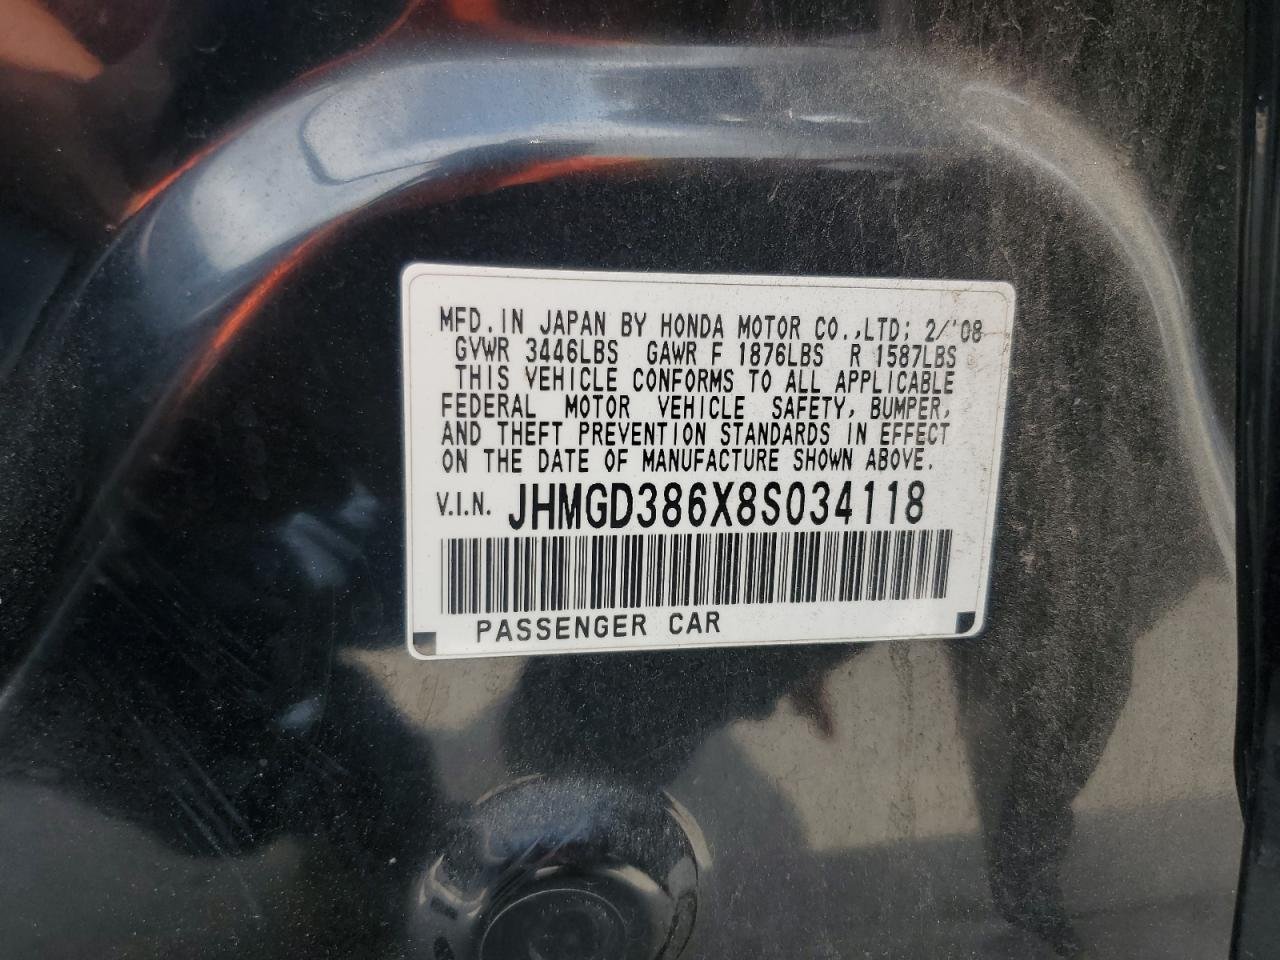 MFD. IN JAPAN BY HONDA MOTOR CO.,LTD; 2/'08
GVWR 3446LBS GAWR F 1876LBS R 1587LBS
THIS VEHICLE CONFORMS TO ALL APPLICABLE
FEDERAL MOTOR VEHICLE SAFETY, BUMPER,
AND THEFT PREVENTION STANDARDS IN EFFECT
ON THE DATE OF MANUFACTURE SHOWN ABOVE.
V.I.N. JHMGD386X8S034118
PASSENGER CAR